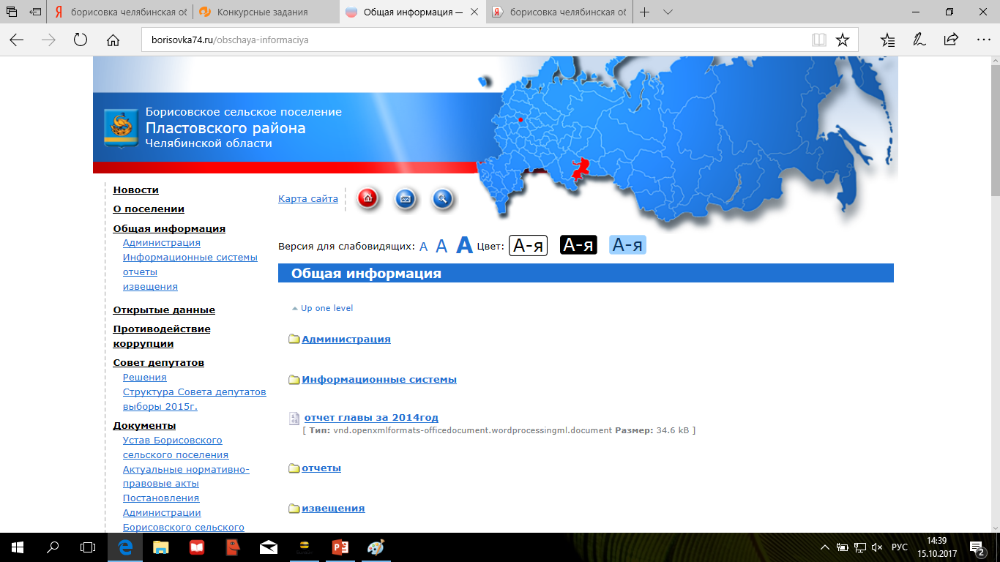 борисовка челябинская об
Конкурсные задания
Общая информация —
борисовка челябинская об
borisovka74.ru/obschaya-informaciya
Борисовское сельское поселение
Пластовского района
Челябинской области
Новости
О поселении
Общая информация
Администрация
Информационные системы
отчеты
извещения
Открытые данные
Противодействие
коррупции
Совет депутатов
Решения
Структура Совета депутатов
выборы 2015г.
Документы
Устав Борисовского
сельского поселения
Актуальные нормативно-
правовые акты
Постановления
Администрации
Борисовского сельского
Карта сайта
Версия для слабовидящих: А А А Цвет: А-я А-я А-я
Общая информация
Up one level
Администрация
Информационные системы
отчет главы за 2014год
[ Тип: vnd.openxmlformats-officedocument.wordprocessingml.document Размер: 34.6 kB ]
отчеты
извещения
РУС
14:39
15.10.2017
2